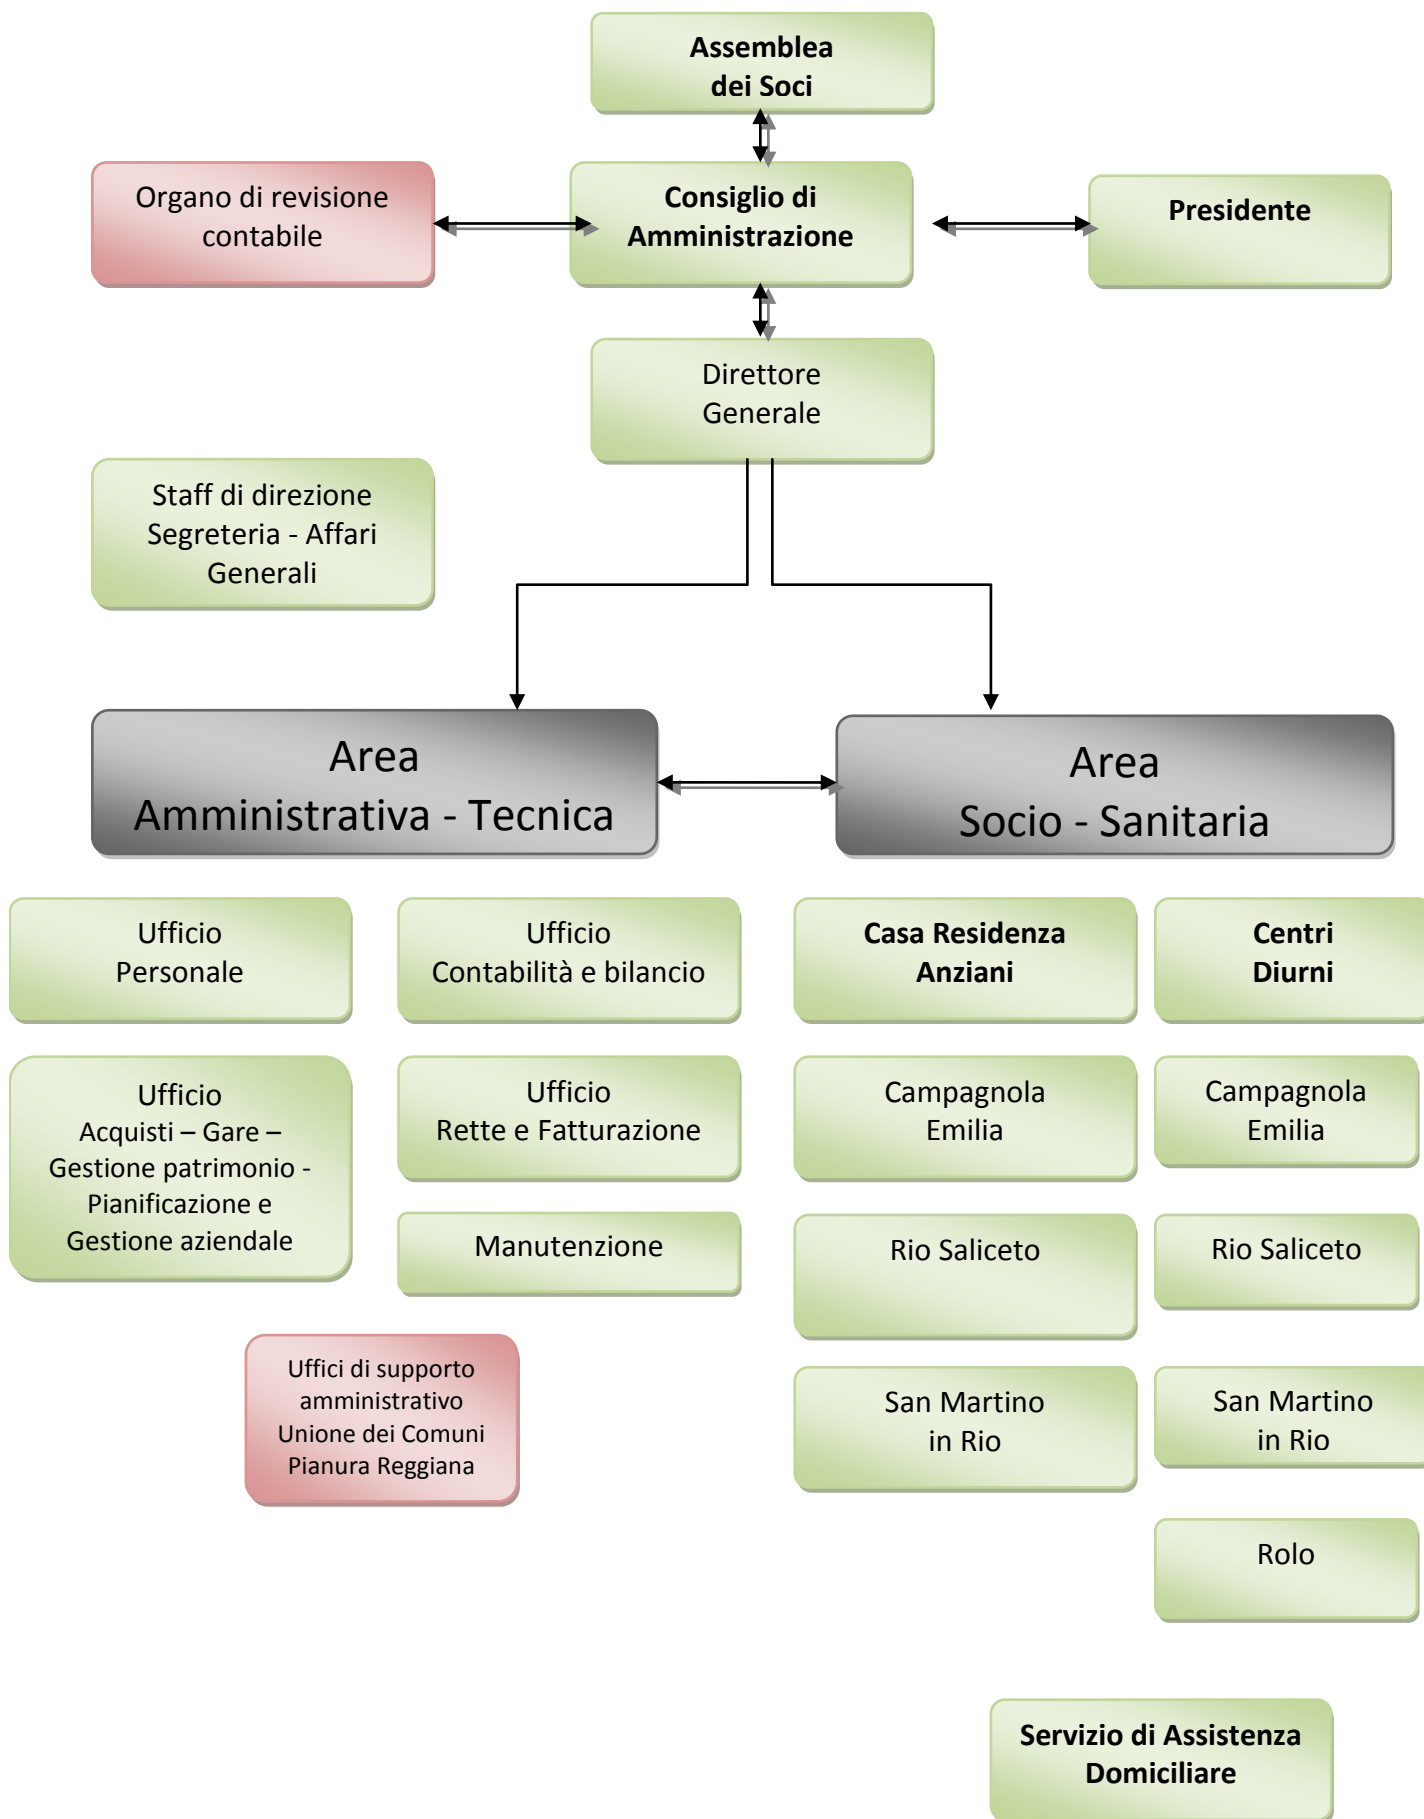 Assemblea
dei Soci
Organo di revisione
contabile
Consiglio di
Amministrazione
Presidente
Direttore
Generale
Staff di direzione
Segreteria - Affari
Generali
Area
Amministrativa - Tecnica
Area
Socio - Sanitaria
Ufficio
Personale
Ufficio
Contabilità e bilancio
Casa Residenza
Anziani
Centri
Diurni
Ufficio
Acquisti – Gare –
Gestione patrimonio -
Pianificazione e
Gestione aziendale
Ufficio
Rette e Fatturazione
Campagnola
Emilia
Campagnola
Emilia
Manutenzione
Rio Saliceto
Rio Saliceto
Uffici di supporto
amministrativo
Unione dei Comuni
Pianura Reggiana
San Martino
in Rio
San Martino
in Rio
Rolo
Servizio di Assistenza
Domiciliare